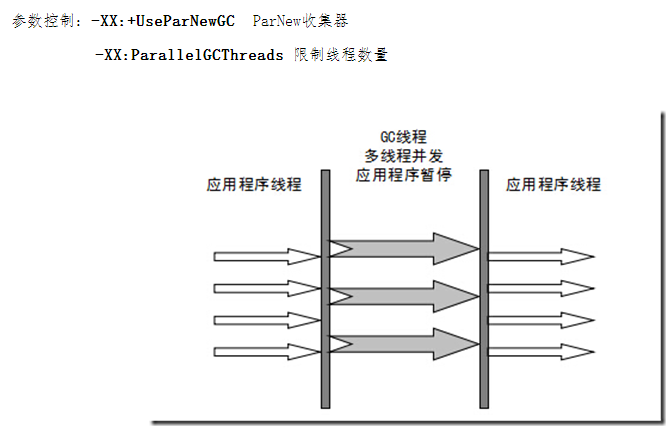 参数控制：-XX:+UseParNewGC ParNew收集器
-XX:ParallelGCThreads 限制线程数量
GC线程
多线程并发
应用程序暂停
应用程序线程
应用程序线程